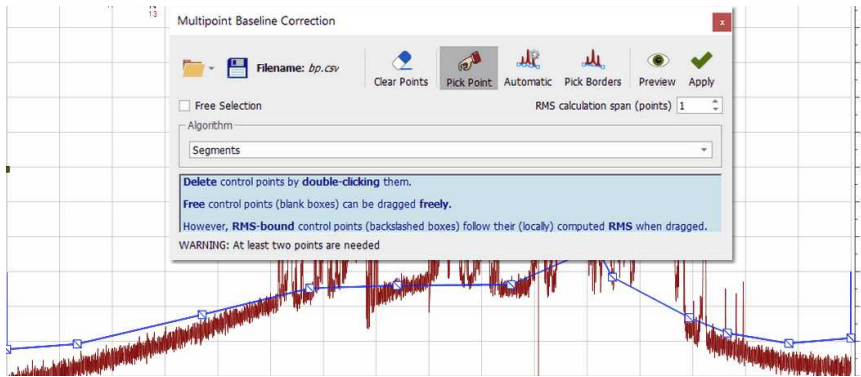 13
Multipoint Baseline Correction
x
Filename: bp.csv
Clear Points
Pick Point
Automatic
Pick Borders
Preview
Apply
Free Selection
RMS calculation span (points) 1
Algorithm
Segments
Delete control points by double-clicking them.
Free control points (blank boxes) can be dragged freely.
However, RMS-bound control points (backslashed boxes) follow their (locally) computed RMS when dragged.
WARNING: At least two points are needed